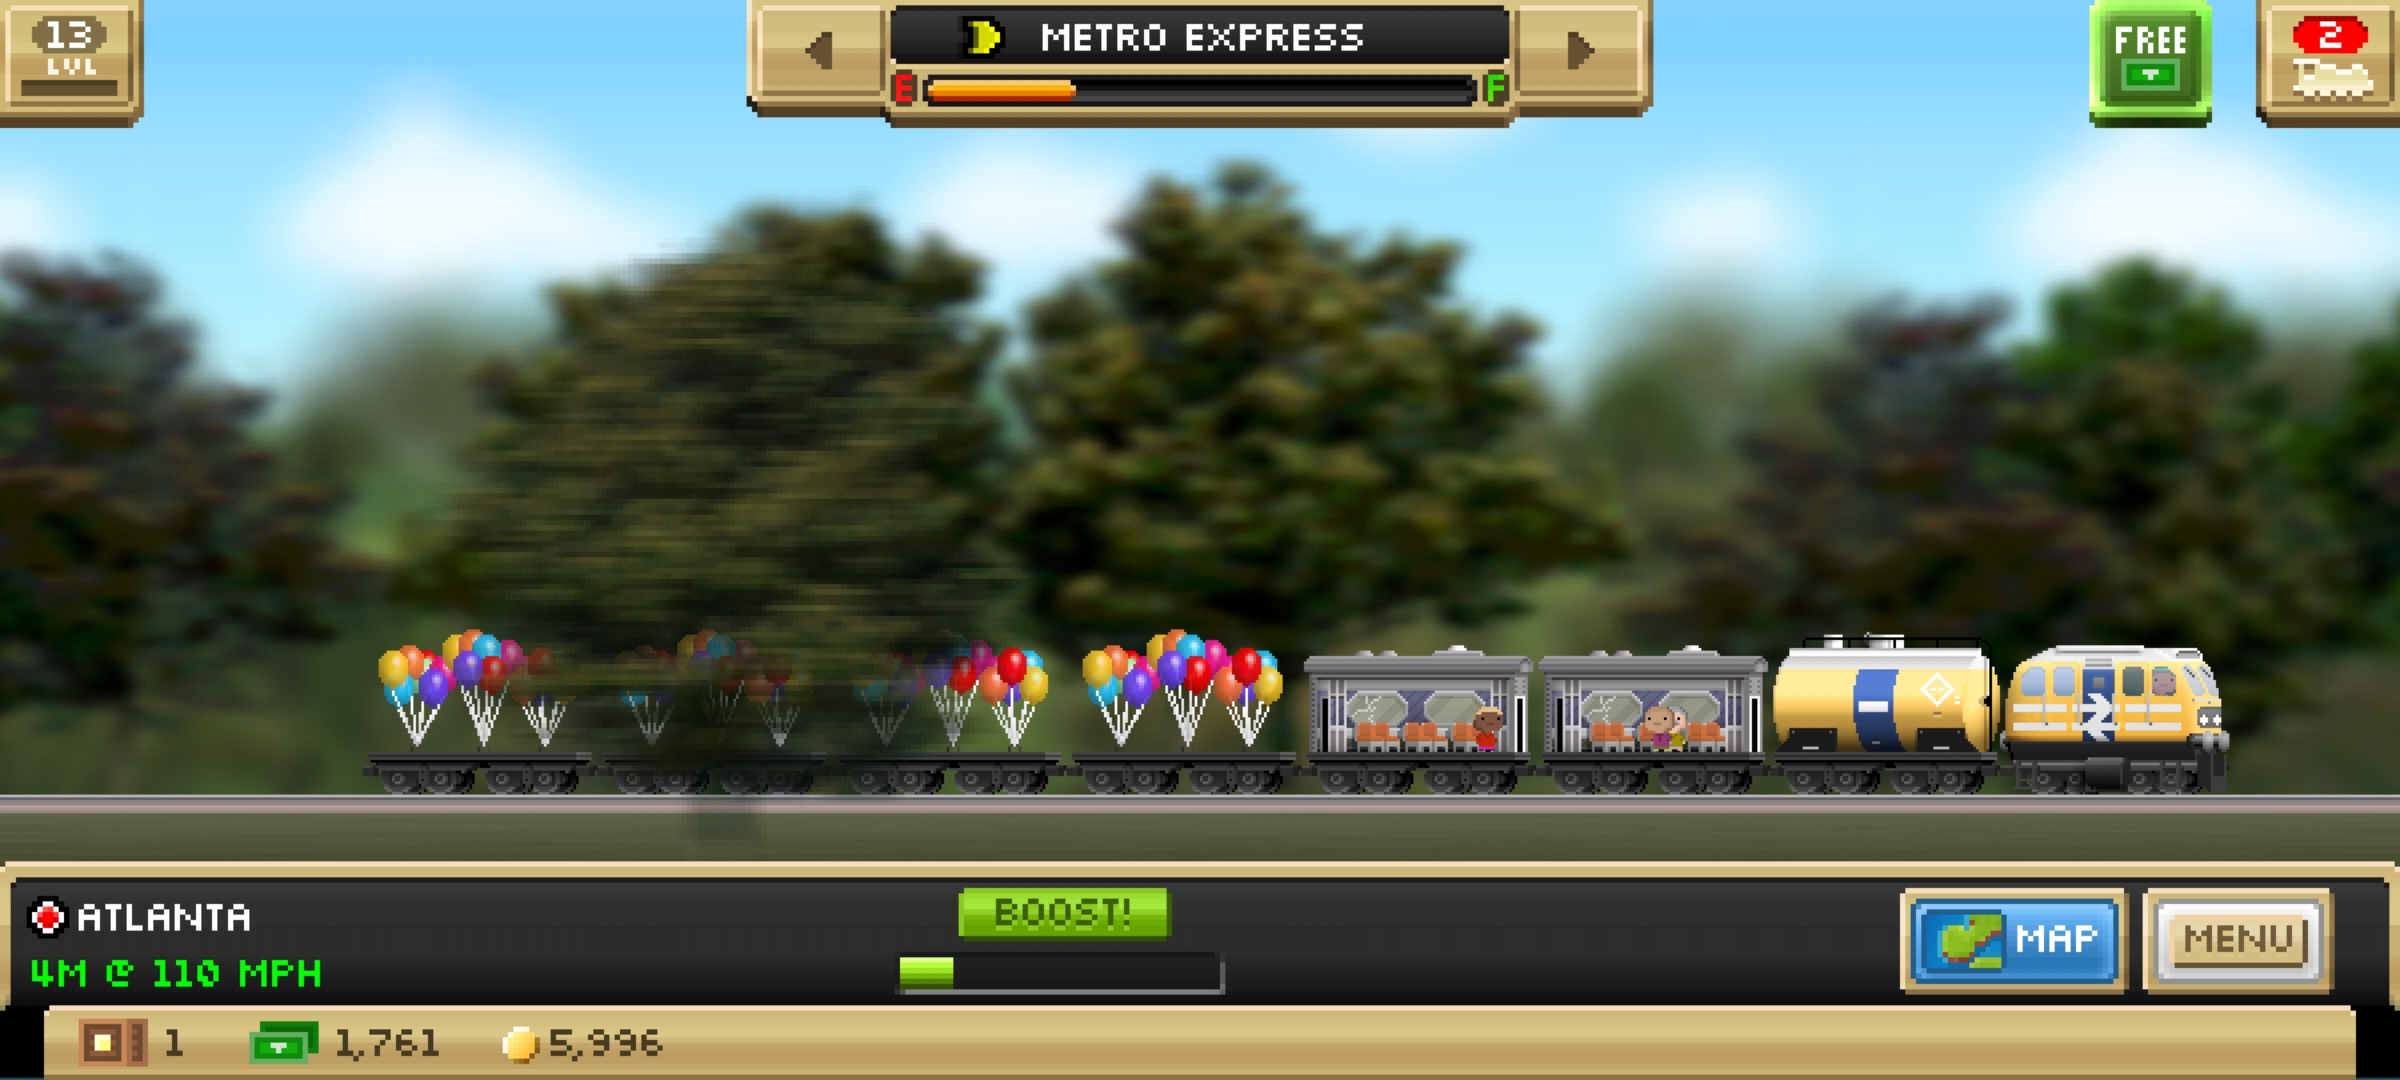 13
LVL
METRO EXPRESS
E F
FREE
2
ATLANTA
4M @ 110 MPH
BOOST!
MAP
MENU
1
1,761
5,996